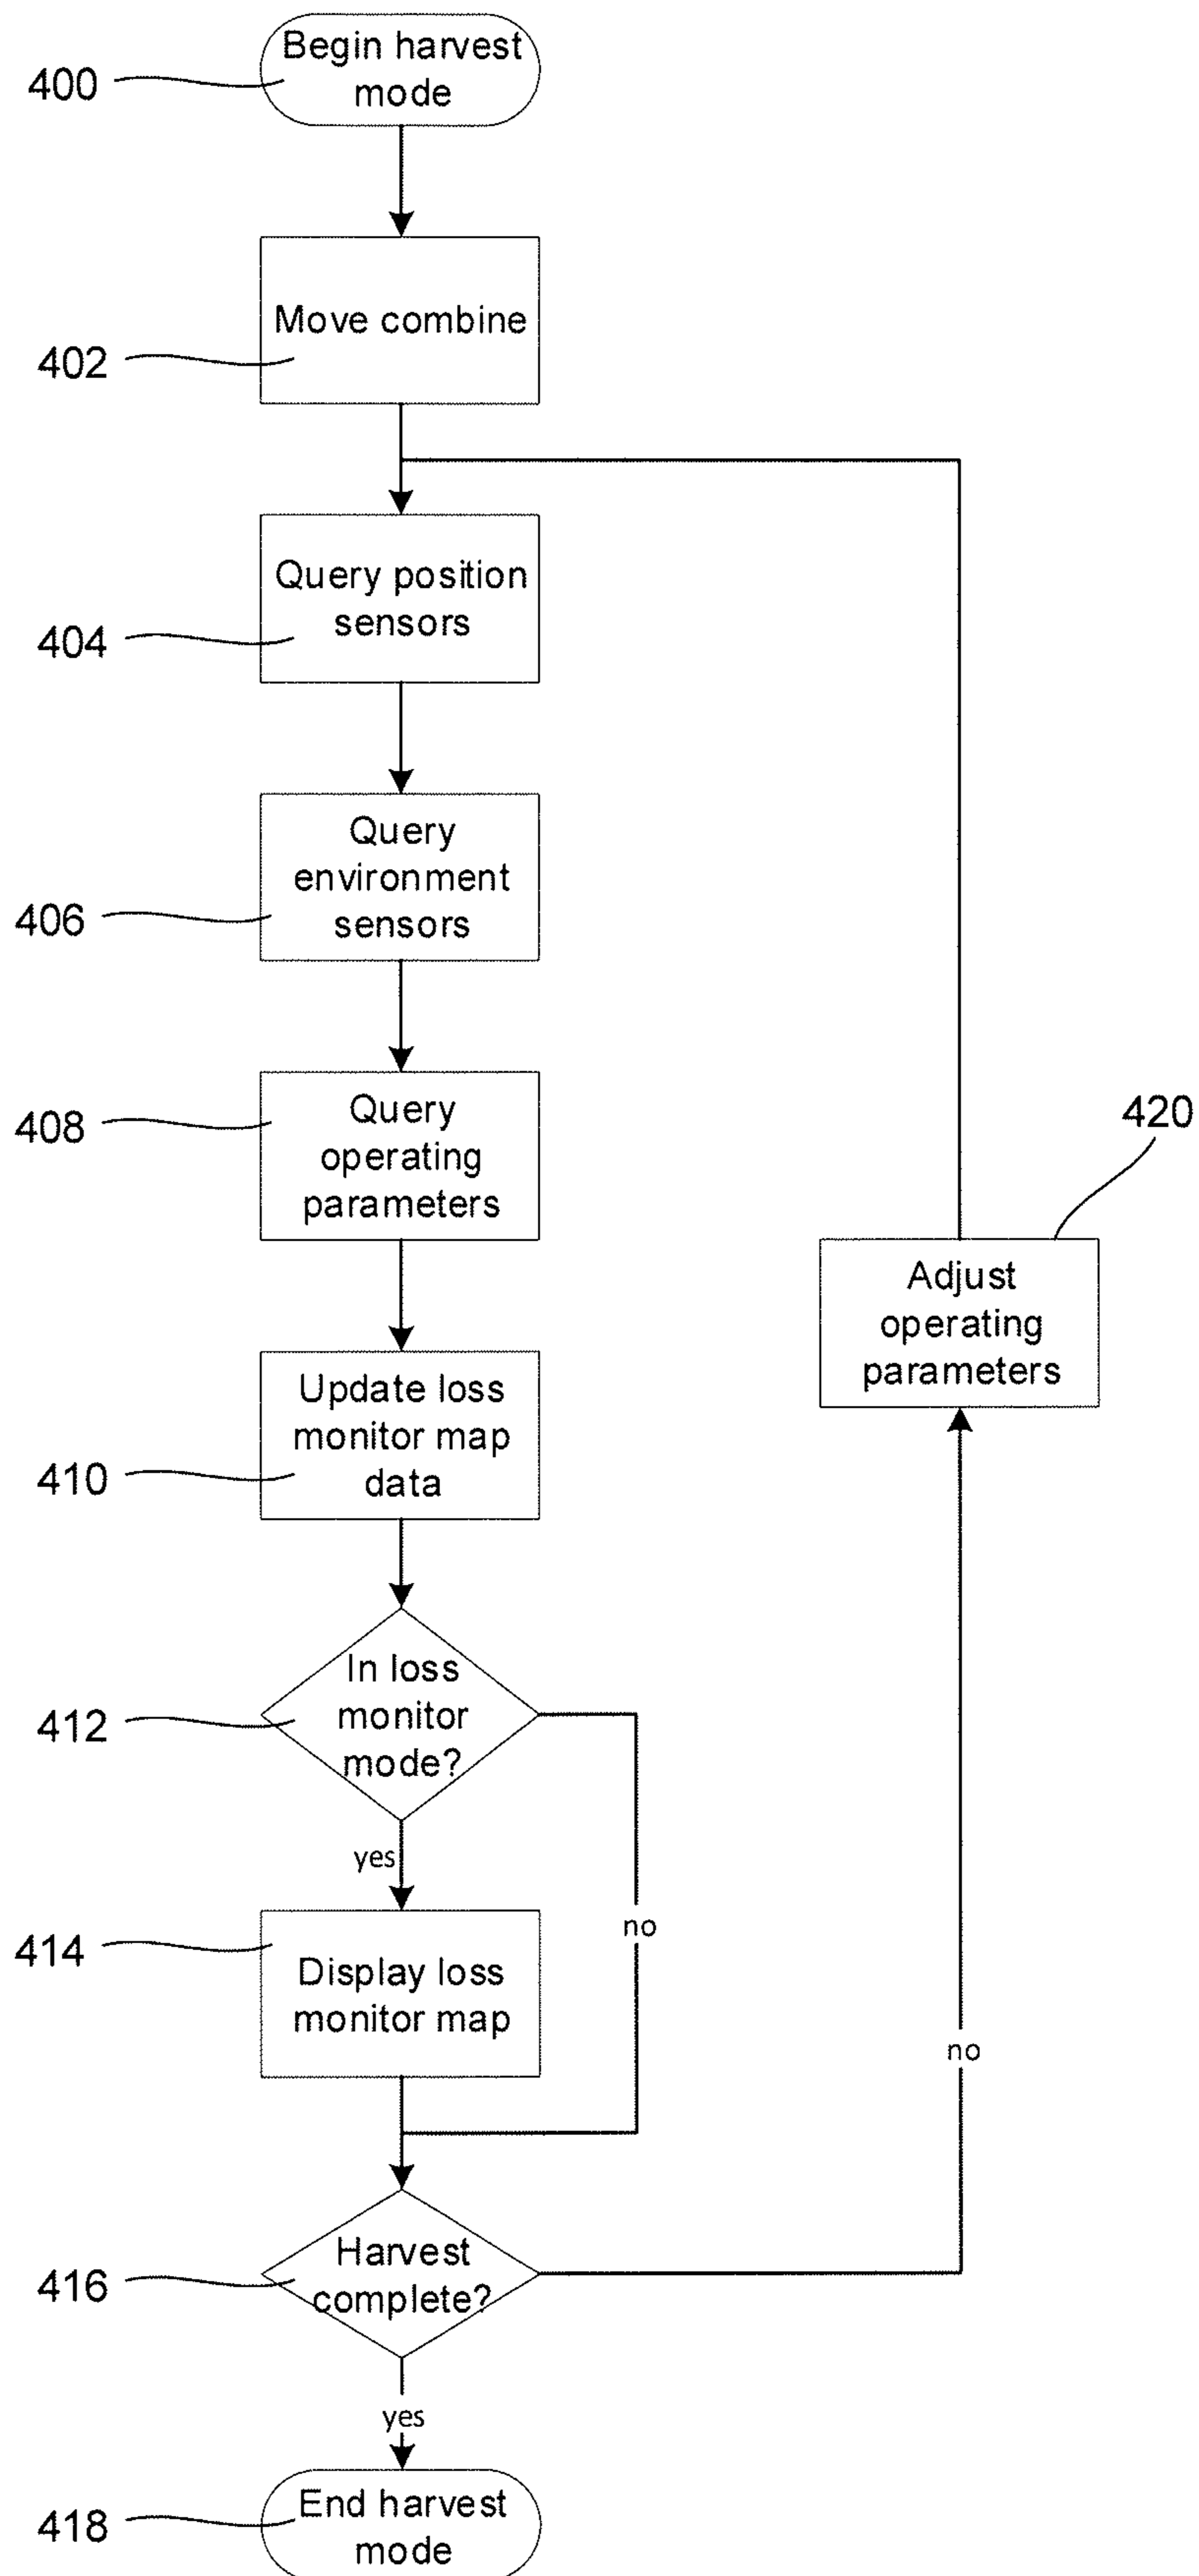 Begin harvest
mode
400
Move combine
402
Query position
sensors
404
Query
environment
sensors
406
Query
operating
parameters
408
420
Adjust
operating
parameters
Update loss
monitor map
data
410
In loss
monitor
mode?
412
yes
no
414
Display loss
monitor map
no
Harvest
complete?
416
yes
End harvest
mode
418